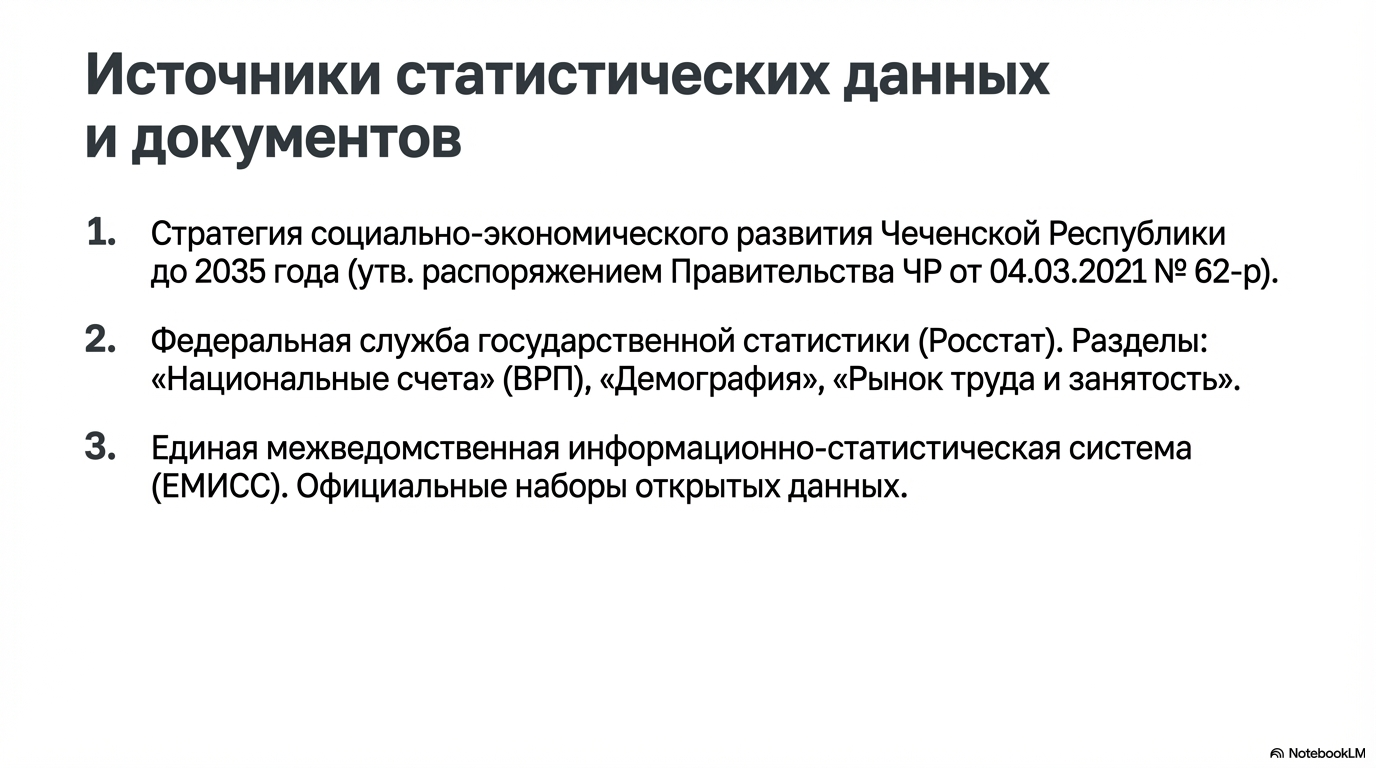 Источники статистических данных
и документов
1. Стратегия социально-экономического развития Чеченской Республики
до 2035 года (утв. распоряжением Правительства ЧР от 04.03.2021 № 62-р).
2. Федеральная служба государственной статистики (Росстат). Разделы:
«Национальные счета» (ВРП), «Демография», «Рынок труда и занятость».
3. Единая межведомственная информационно-статистическая система
(ЕМИСС). Официальные наборы открытых данных.
NotebookLM